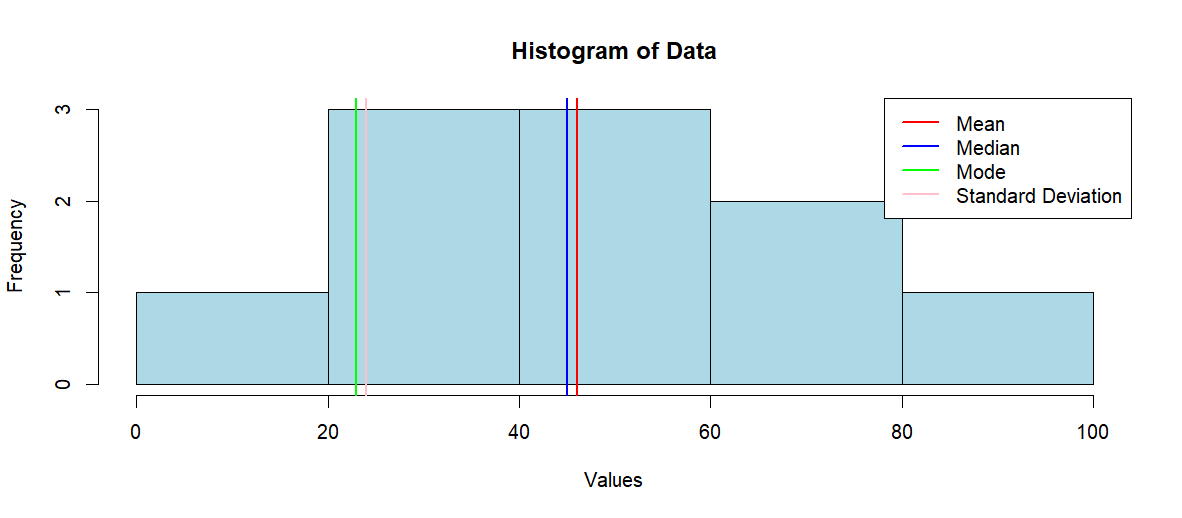 Histogram of Data
Mean
Median
Mode
Standard Deviation
Frequency
3
2
1
0
0 20 40 60 80 100
Values